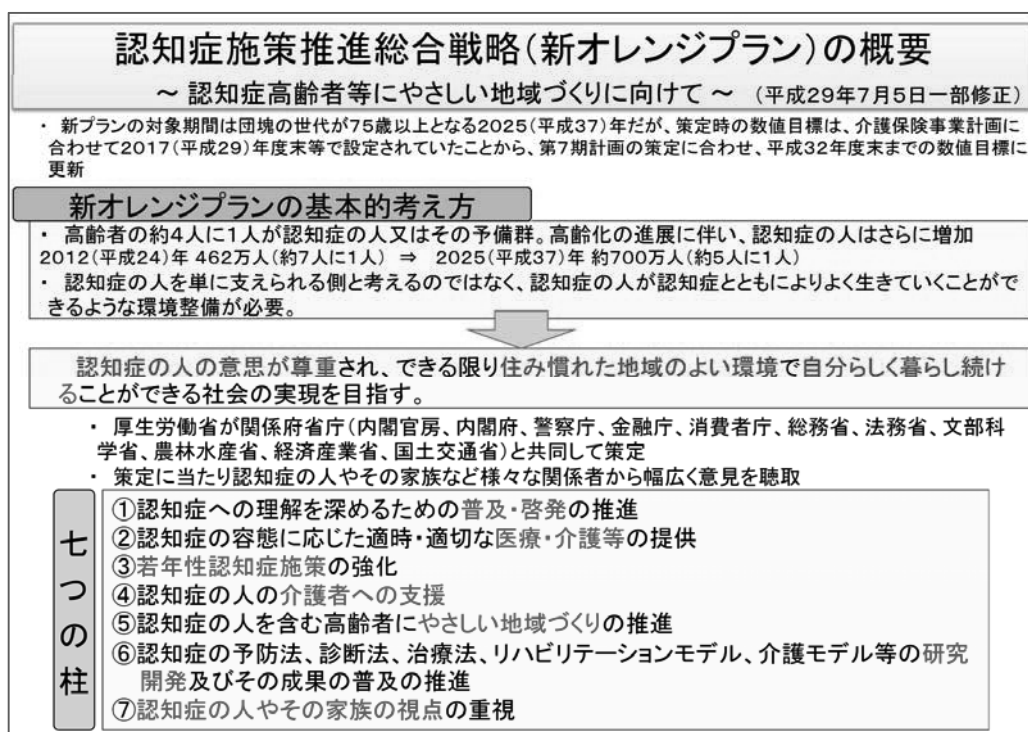 認知症施策推進総合戦略(新オレンジプラン)の概要
～ 認知症高齢者等にやさしい地域づくりに向けて ～ (平成29年7月5日一部修正)
・ 新プランの対象期間は団塊の世代が75歳以上となる2025(平成37)年だが、策定時の数値目標は、介護保険事業計画に
合わせて2017(平成29)年度末等で設定されていたことから、第7期計画の策定に合わせ、平成32年度末までの数値目標に
更新
新オレンジプランの基本的考え方
・ 高齢者の約4人に1人が認知症の人又はその予備群。高齢化の進展に伴い、認知症の人はさらに増加
2012(平成24)年 462万人(約7人に1人) ⇒ 2025(平成37)年 約700万人(約5人に1人)
・ 認知症の人を単に支えられる側と考えるのではなく、認知症の人が認知症とともによりよく生きていくことがで
きるような環境整備が必要。
認知症の人の意思が尊重され、できる限り住み慣れた地域のよい環境で自分らしく暮らし続け
ることができる社会の実現を目指す。
・ 厚生労働省が関係府省庁(内閣官房、内閣府、警察庁、金融庁、消費者庁、総務省、法務省、文部科
学省、農林水産省、経済産業省、国土交通省)と共同して策定
・ 策定に当たり認知症の人やその家族など様々な関係者から幅広く意見を聴取
七つの柱
①認知症への理解を深めるための普及・啓発の推進
②認知症の容態に応じた適時・適切な医療・介護等の提供
③若年性認知症施策の強化
④認知症の人の介護者への支援
⑤認知症の人を含む高齢者にやさしい地域づくりの推進
⑥認知症の予防法、診断法、治療法、リハビリテーションモデル、介護モデル等の研究
開発及びその成果の普及の推進
⑦認知症の人やその家族の視点の重視